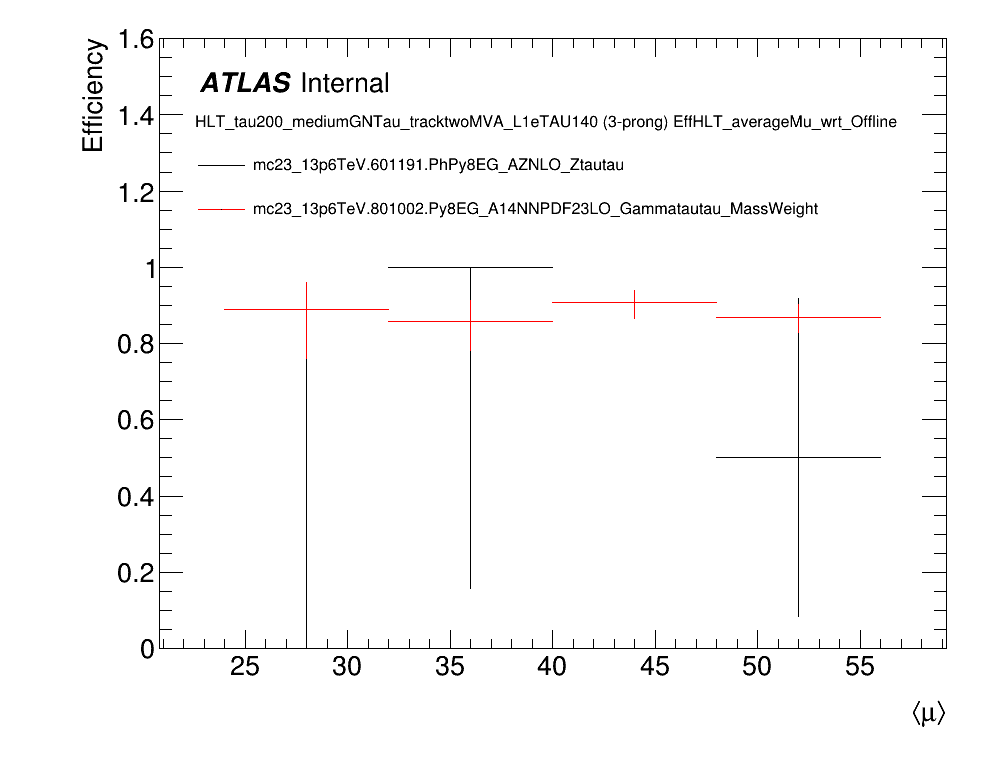 1.6
1.4
1.2
1
0.8
0.6
0.4
0.2
0
Efficiency
ATLAS Internal
HLT_tau200_mediumGNTau_tracktwoMVA_L1eTAU140 (3-prong) EffHLT_averageMu_wrt_Offline
mc23_13p6TeV.601191.PhPy8EG_AZNLO_Ztautau
mc23_13p6TeV.801002.Py8EG_A14NNPDF23LO_Gammatautau_MassWeight
25 30 35 40 45 50 55
⟨μ⟩